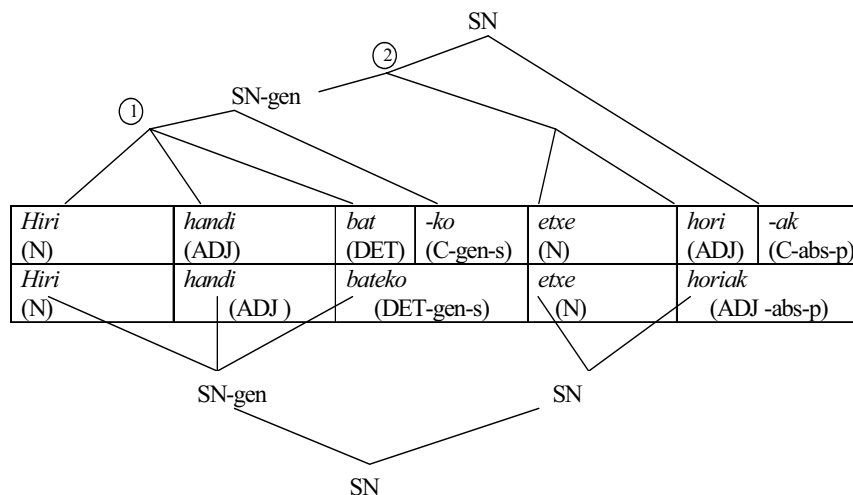 SN
2
SN-gen
1
Hiri handi bat -ko etxe hori -ak
(N) (ADJ) (DET) (C-gen-s) (N) (ADJ) (C-abs-p)
Hiri handi bateko etxe horiak
(N) (ADJ ) (DET-gen-s) (N) (ADJ -abs-p)
SN-gen SN
SN